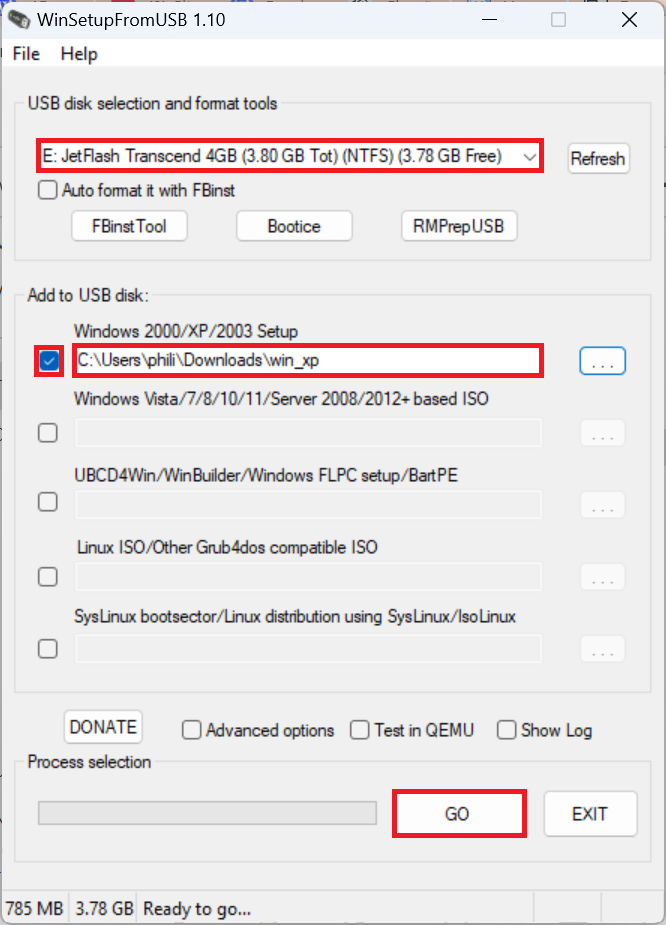 WinSetupFromUSB 1.10
File Help
USB disk selection and format tools
E: JetFlash Transcend 4GB (3.80 GB Tot) (NTFS) (3.78 GB Free)
Refresh
Auto format it with FBinst
FBinstTool
Bootice
RMPrepUSB
Add to USB disk:
Windows 2000/XP/2003 Setup
C:\Users\phili\Downloads\win_xp
...
Windows Vista/7/8/10/11/Server 2008/2012+ based ISO
...
UBCD4Win/WinBuilder/Windows FLPC setup/BartPE
...
Linux ISO/Other Grub4dos compatible ISO
...
SysLinux bootsector/Linux distribution using SysLinux/IsoLinux
...
DONATE
Advanced options
Test in QEMU
Show Log
Process selection
GO
EXIT
785 MB
3.78 GB
Ready to go...